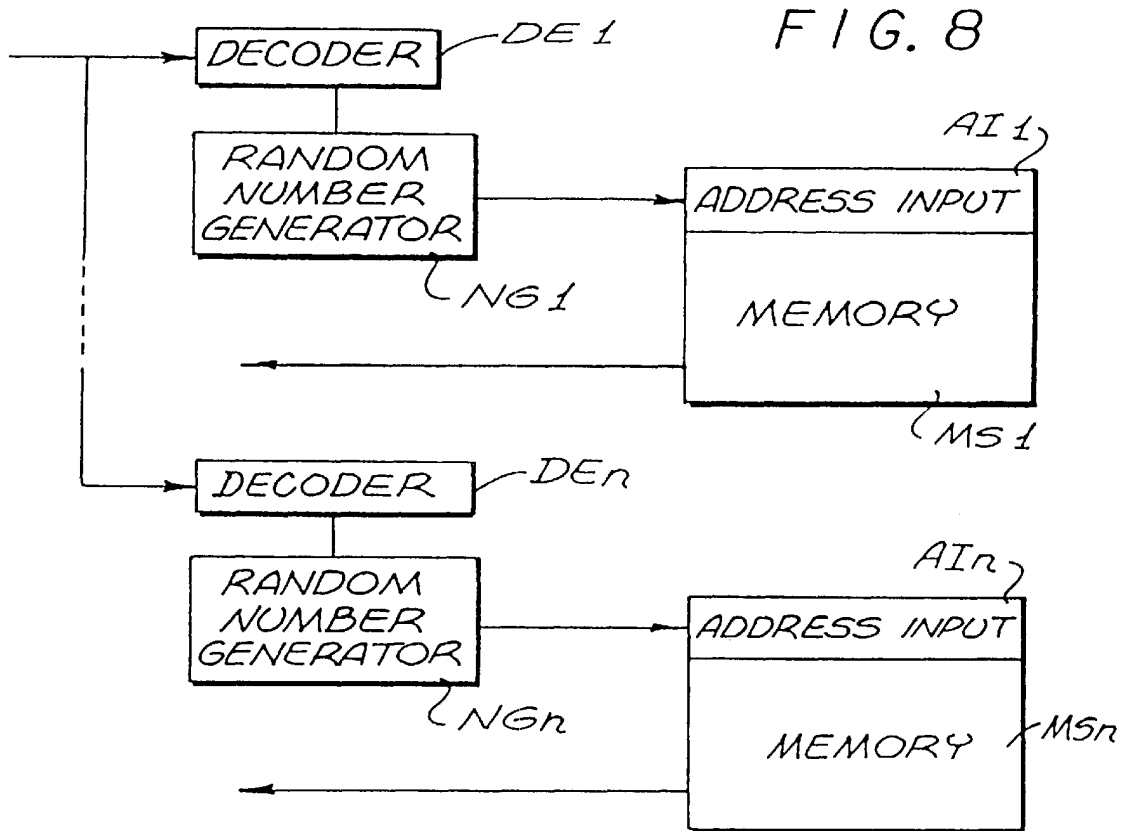 FIG. 8
DECODER
DE1
RANDOM
NUMBER
GENERATOR
NG1
AI1
ADDRESS INPUT
MEMORY
MS1
DECODER
DEn
RANDOM
NUMBER
GENERATOR
NGn
AIn
ADDRESS INPUT
MEMORY
MSn